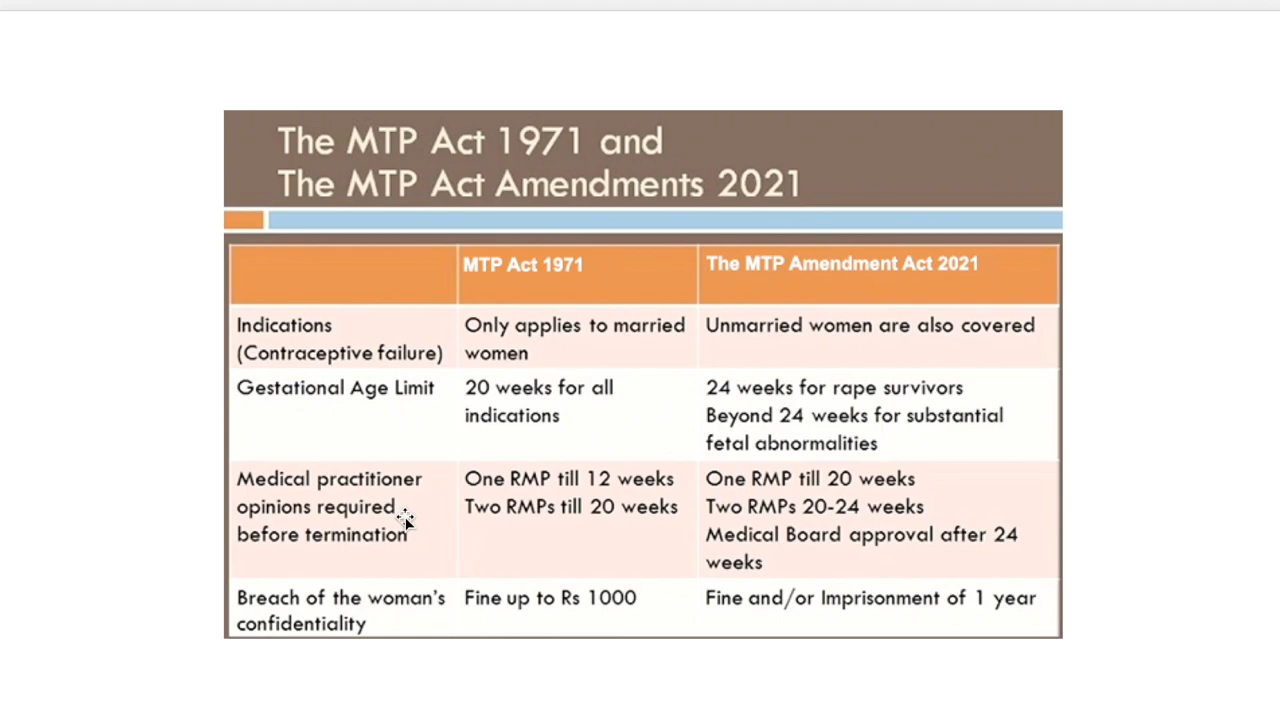 The MTP Act 1971 and
The MTP Act Amendments 2021
MTP Act 1971
The MTP Amendment Act 2021
Indications
(Contraceptive failure)
Only applies to married
women
Unmarried women are also covered
Gestational Age Limit
20 weeks for all
indications
24 weeks for rape survivors
Beyond 24 weeks for substantial
fetal abnormalities
Medical practitioner
opinions required
before termination
One RMP till 12 weeks
Two RMPs till 20 weeks
One RMP till 20 weeks
Two RMPs 20-24 weeks
Medical Board approval after 24
weeks
Breach of the woman's
confidentiality
Fine up to Rs 1000
Fine and/or Imprisonment of 1 year